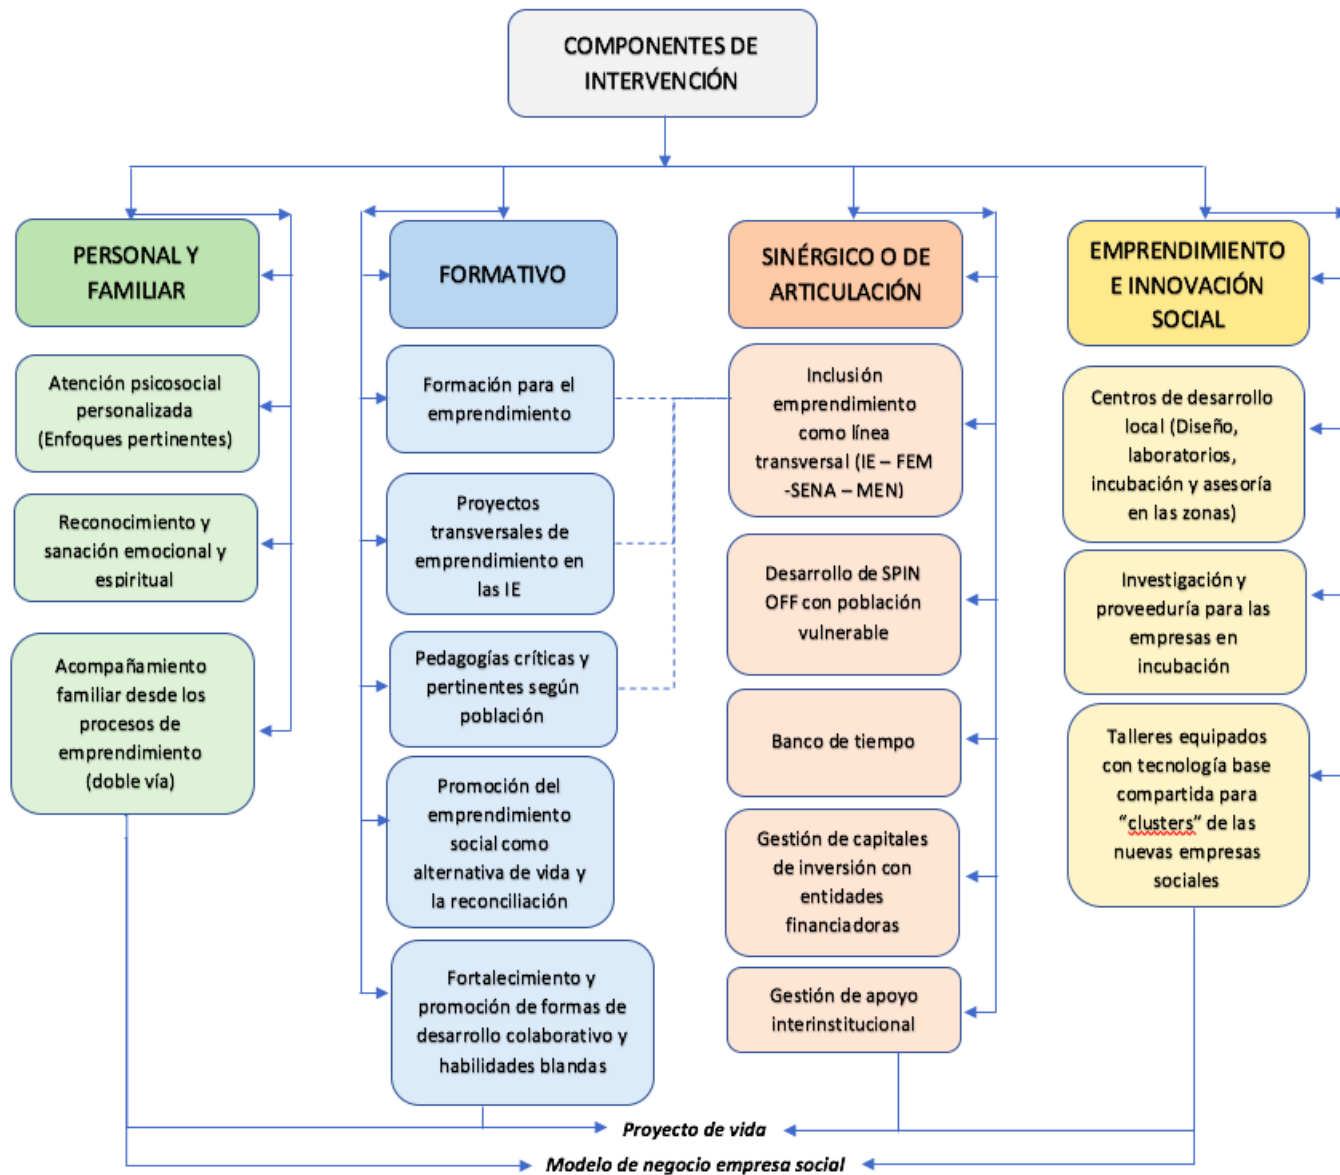 COMPONENTES DE
INTERVENCIÓN
PERSONAL Y
FAMILIAR
Atención psicosocial
personalizada
(Enfoques pertinentes)
Reconocimiento y
sanación emocional y
espiritual
Acompañamiento
familiar desde los
procesos de
emprendimiento
(doble vía)
FORMATIVO
Formación para el
emprendimiento
Proyectos
transversales de
emprendimiento en
las IE
Pedagogías críticas y
pertinentes según
población
Promoción del
emprendimiento
social como
alternativa de vida y
la reconciliación
Fortalecimiento y
promoción de formas de
desarrollo colaborativo y
habilidades blandas
SINÉRGICO O DE
ARTICULACIÓN
Inclusión
emprendimiento
como línea
transversal (IE – FEM
-SENA – MEN)
Desarrollo de SPIN
OFF con población
vulnerable
Banco de tiempo
Gestión de capitales
de inversión con
entidades
financiadoras
Gestión de apoyo
interinstitucional
EMPRENDIMIENTO
E INNOVACIÓN
SOCIAL
Centros de desarrollo
local (Diseño,
laboratorios,
incubación y asesoría
en las zonas)
Investigación y
proveeduría para las
empresas en
incubación
Talleres equipados
con tecnología base
compartida para
“clusters” de las
nuevas empresas
sociales
Proyecto de vida
Modelo de negocio empresa social